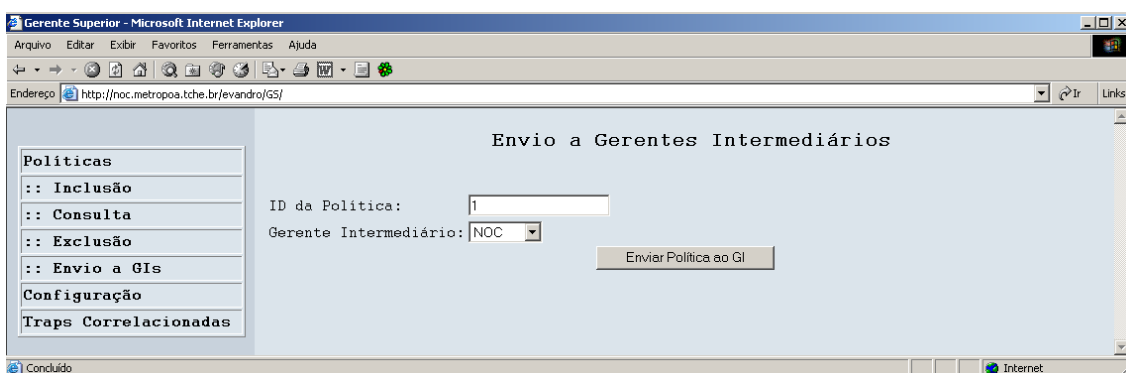 Gerente Superior - Microsoft Internet Explorer
Arquivo Editar Exibir Favoritos Ferramentas Ajuda
Endereço http://noc.metropoa.tche.br/evandro/GS/ Ir Links
Envio a Gerentes Intermediários
Políticas
:: Inclusão
:: Consulta
:: Exclusão
:: Envio a GIs
Configuração
Traps Correlacionadas
ID da Política: 1
Gerente Intermediário: NOC
Enviar Política ao GI
Concluído Internet